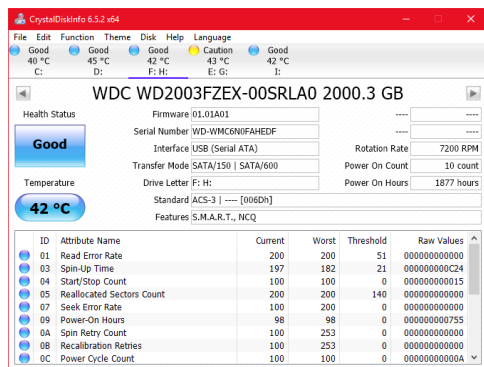 CrystalDiskInfo 6.5.2 x64
File Edit Function Theme Disk Help Language
Good Good Good Caution Good
40 °C 45 °C 42 °C 43 °C 42 °C
C: D: F: H: E: G: I:
WDC WD2003FZEX-00SRLA0 2000.3 GB
Health Status Firmware 01.01A01 ---- ----
Good Serial Number WD-WMC6N0FAHEDF ---- ----
Interface USB (Serial ATA) Rotation Rate 7200 RPM
Transfer Mode SATA/150 | SATA/600 Power On Count 10 count
Temperature Drive Letter F: H: Power On Hours 1877 hours
42 °C Standard ACS-3 | ---- [006Dh]
Features S.M.A.R.T., NCQ
ID Attribute Name Current Worst Threshold Raw Values
01 Read Error Rate 200 200 51 000000000000
03 Spin-Up Time 197 182 21 000000000C24
04 Start/Stop Count 100 100 0 000000000015
05 Reallocated Sectors Count 200 200 140 000000000000
07 Seek Error Rate 100 200 0 000000000000
09 Power-On Hours 98 98 0 000000000755
0A Spin Retry Count 100 253 0 000000000000
0B Recalibration Retries 100 253 0 000000000000
0C Power Cycle Count 100 100 0 00000000000A